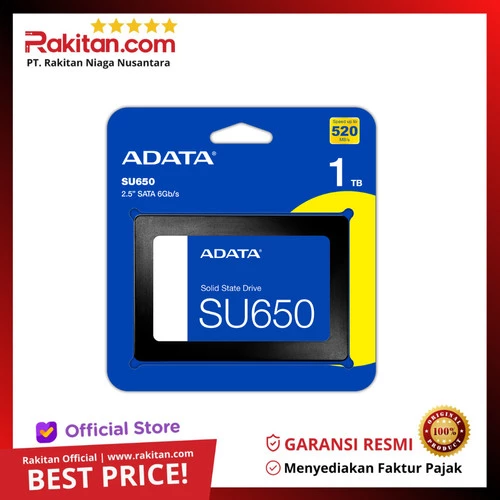 Rakitan.com
PT. Rakitan Niaga Nusantara
ADATA
SU650
2.5" SATA 6Gb/s
Speed up to
520
MB/s
1
TB
ADATA
Solid State Drive
SU650
Official Store
Rakitan Official | www.rakitan.com
BEST PRICE!
GARANSI RESMI
Menyediakan Faktur Pajak
ORIGINAL
100%
PRODUCT